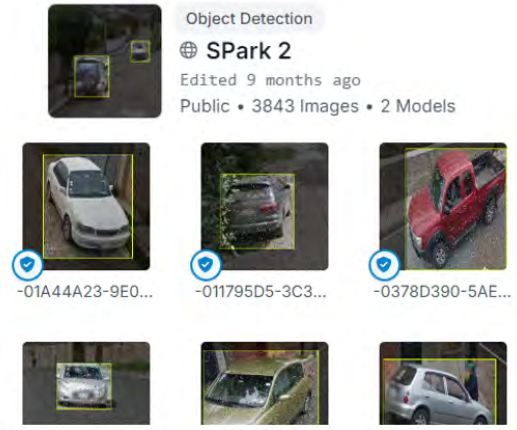 Object Detection
SPark 2
Edited 9 months ago
Public • 3843 Images • 2 Models
-01A44A23-9E0...
-011795D5-3C3...
-0378D390-5AE...